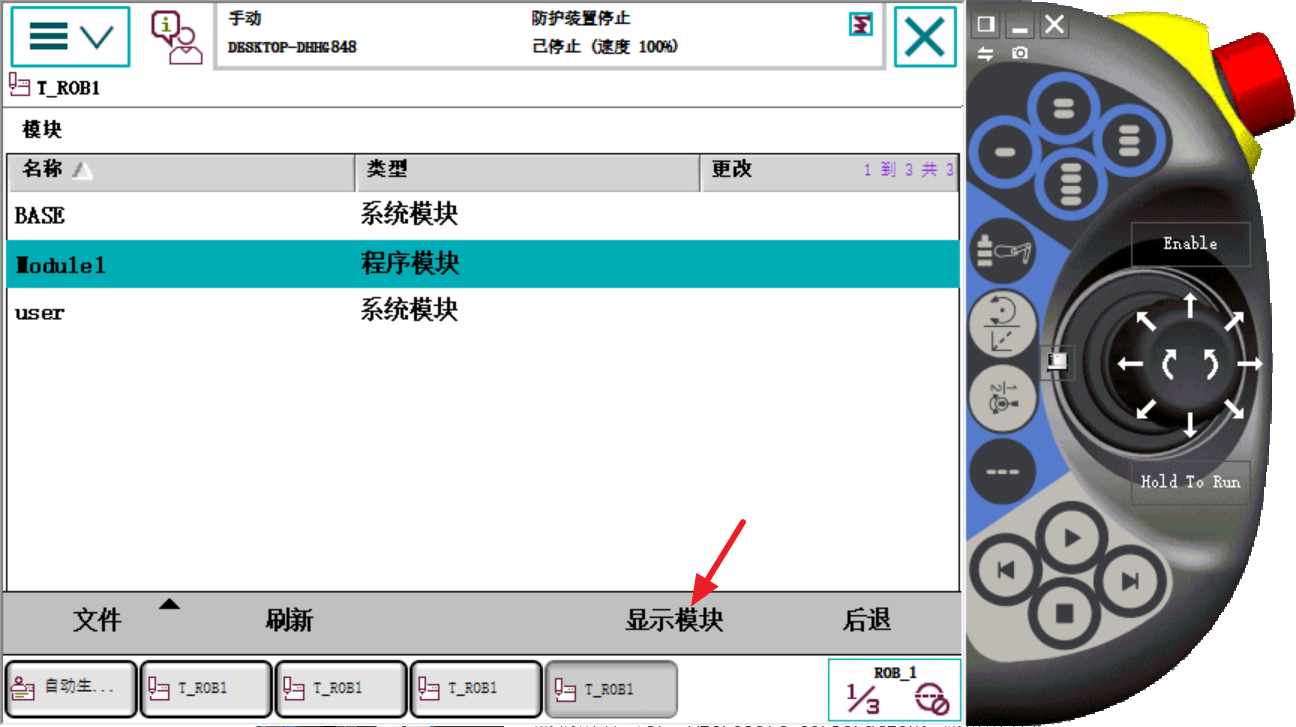 手动
防护装置停止
DESKTOP-DHHG848
己停止 (速度 100%)
T_ROB1
模块
名称
类型
更改
1 到 3 共 3
BASE
系统模块
Module1
程序模块
user
系统模块
文件
刷新
显示模块
后退
自动生...
T_ROB1
T_ROB1
T_ROB1
T_ROB1
ROB_1
1/3
Enable
Hold To Run